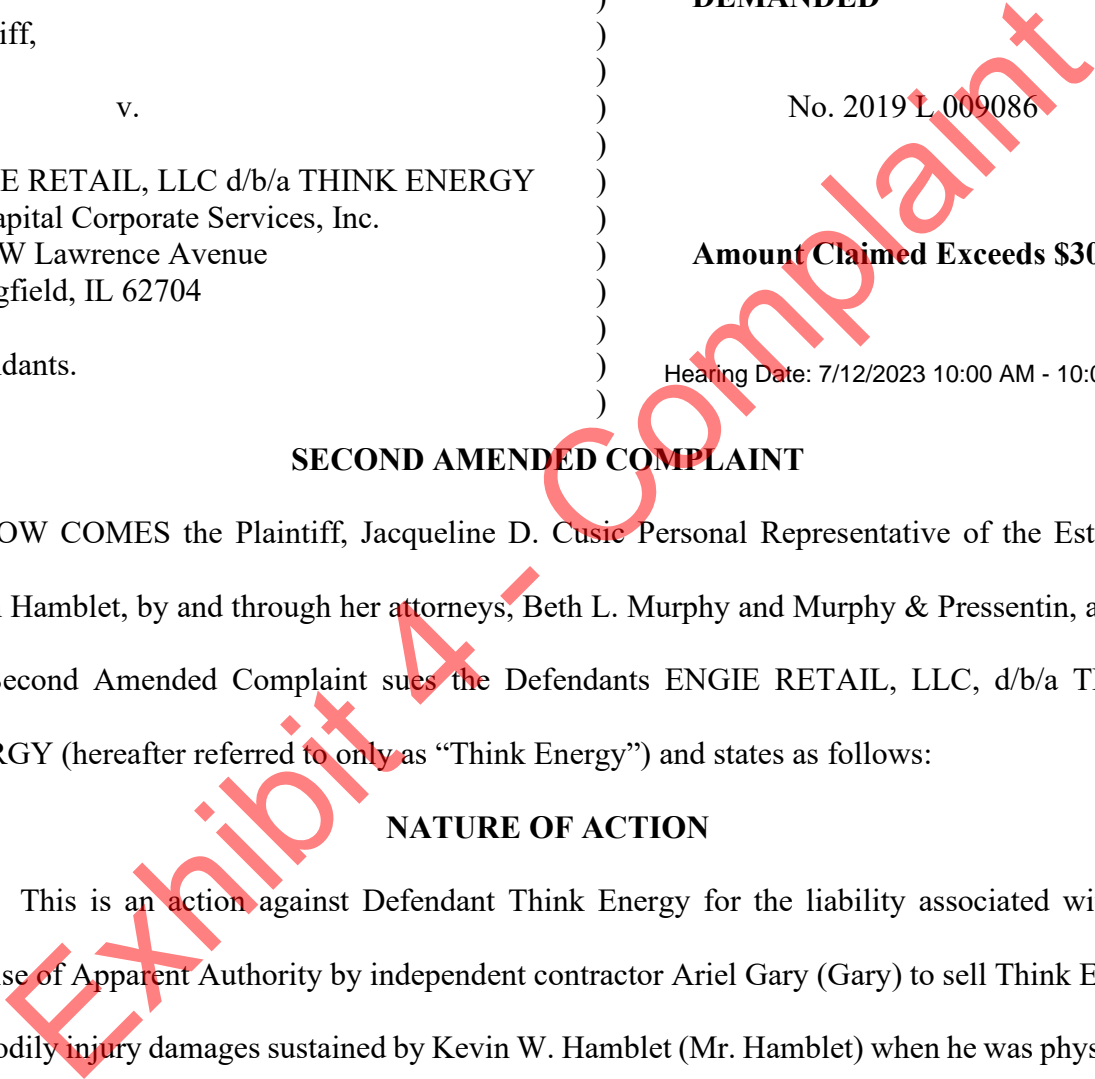 DEMANDED
iff,
v.
No. 2019 L 009086
E RETAIL, LLC d/b/a THINK ENERGY
apital Corporate Services, Inc.
W Lawrence Avenue
Amount Claimed Exceeds $30
gfield, IL 62704
dants.
Hearing Date: 7/12/2023 10:00 AM - 10:0
SECOND AMENDED COMPLAINT
OW COMES the Plaintiff, Jacqueline D. Cusic Personal Representative of the Est
Hamblet, by and through her attorneys, Beth L. Murphy and Murphy & Pressentin, a
Second Amended Complaint sues the Defendants ENGIE RETAIL, LLC, d/b/a T
RGY (hereafter referred to only as “Think Energy”) and states as follows:
NATURE OF ACTION
This is an action against Defendant Think Energy for the liability associated wi
se of Apparent Authority by independent contractor Ariel Gary (Gary) to sell Think E
odily injury damages sustained by Kevin W. Hamblet (Mr. Hamblet) when he was phys
Exhibit 4 - Complaint